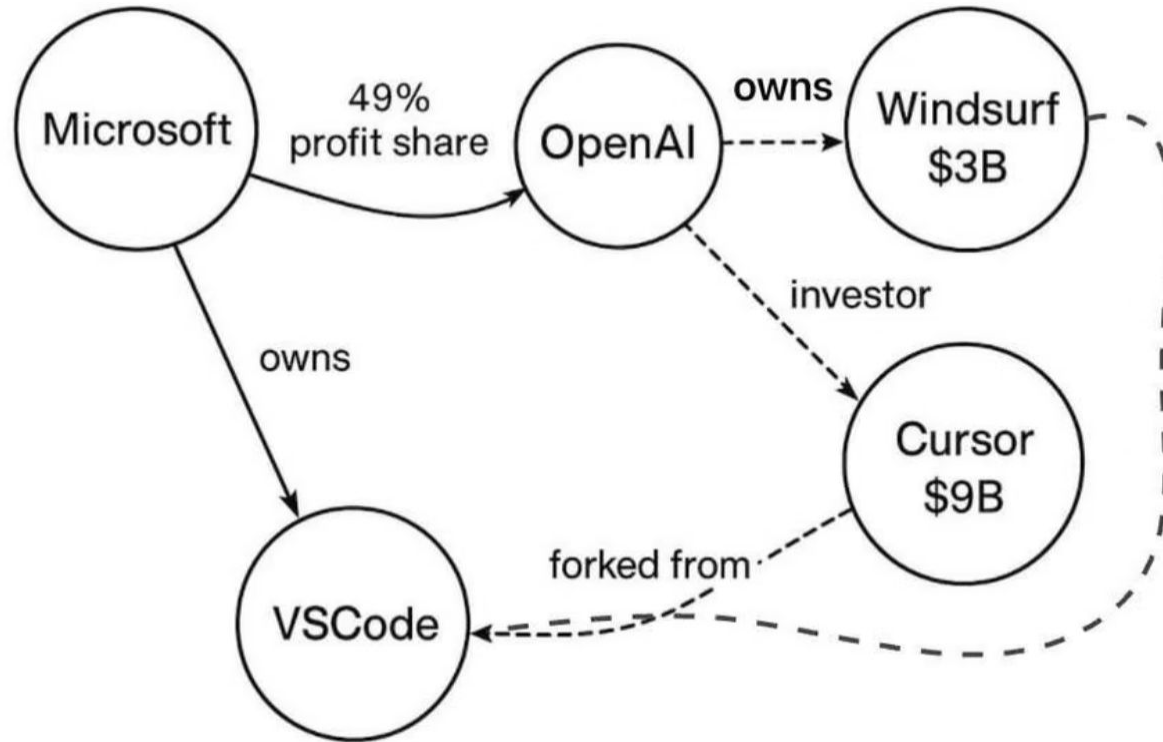 Microsoft
49%
profit share
OpenAI
owns
Windsurf
$3B
investor
owns
Cursor
$9B
forked from
VSCode